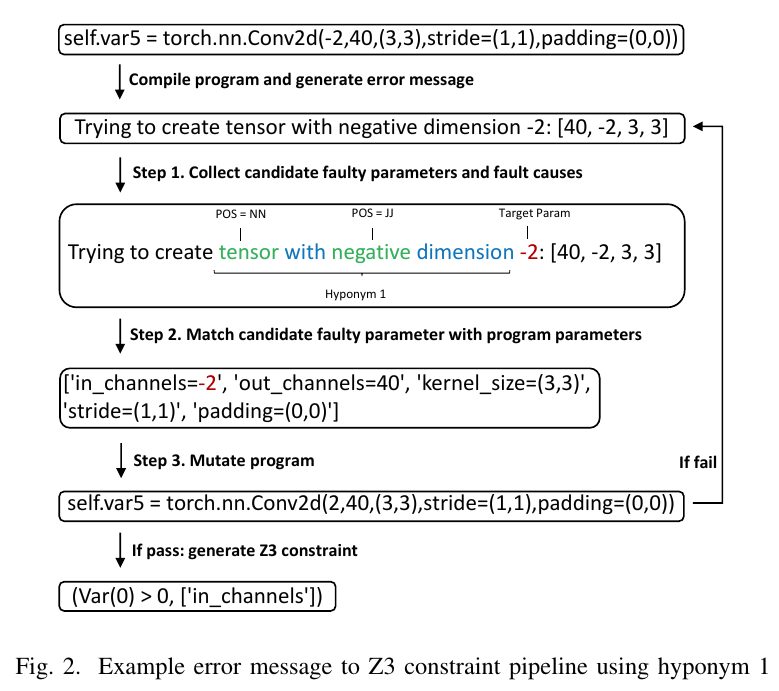 self.var5 = torch.nn.Conv2d(-2,40,(3,3),stride=(1,1),padding=(0,0))
Compile program and generate error message
Trying to create tensor with negative dimension -2: [40, -2, 3, 3]
Step 1. Collect candidate faulty parameters and fault causes
POS = NN POS = JJ Target Param
Trying to create tensor with negative dimension -2: [40, -2, 3, 3]
Hyponym 1
Step 2. Match candidate faulty parameter with program parameters
['in_channels=-2', 'out_channels=40', 'kernel_size=(3,3)',
'stride=(1,1)', 'padding=(0,0)']
Step 3. Mutate program
If fail
self.var5 = torch.nn.Conv2d(2,40,(3,3),stride=(1,1),padding=(0,0))
If pass: generate Z3 constraint
(Var(0) > 0, ['in_channels'])
Fig. 2. Example error message to Z3 constraint pipeline using hyponym 1